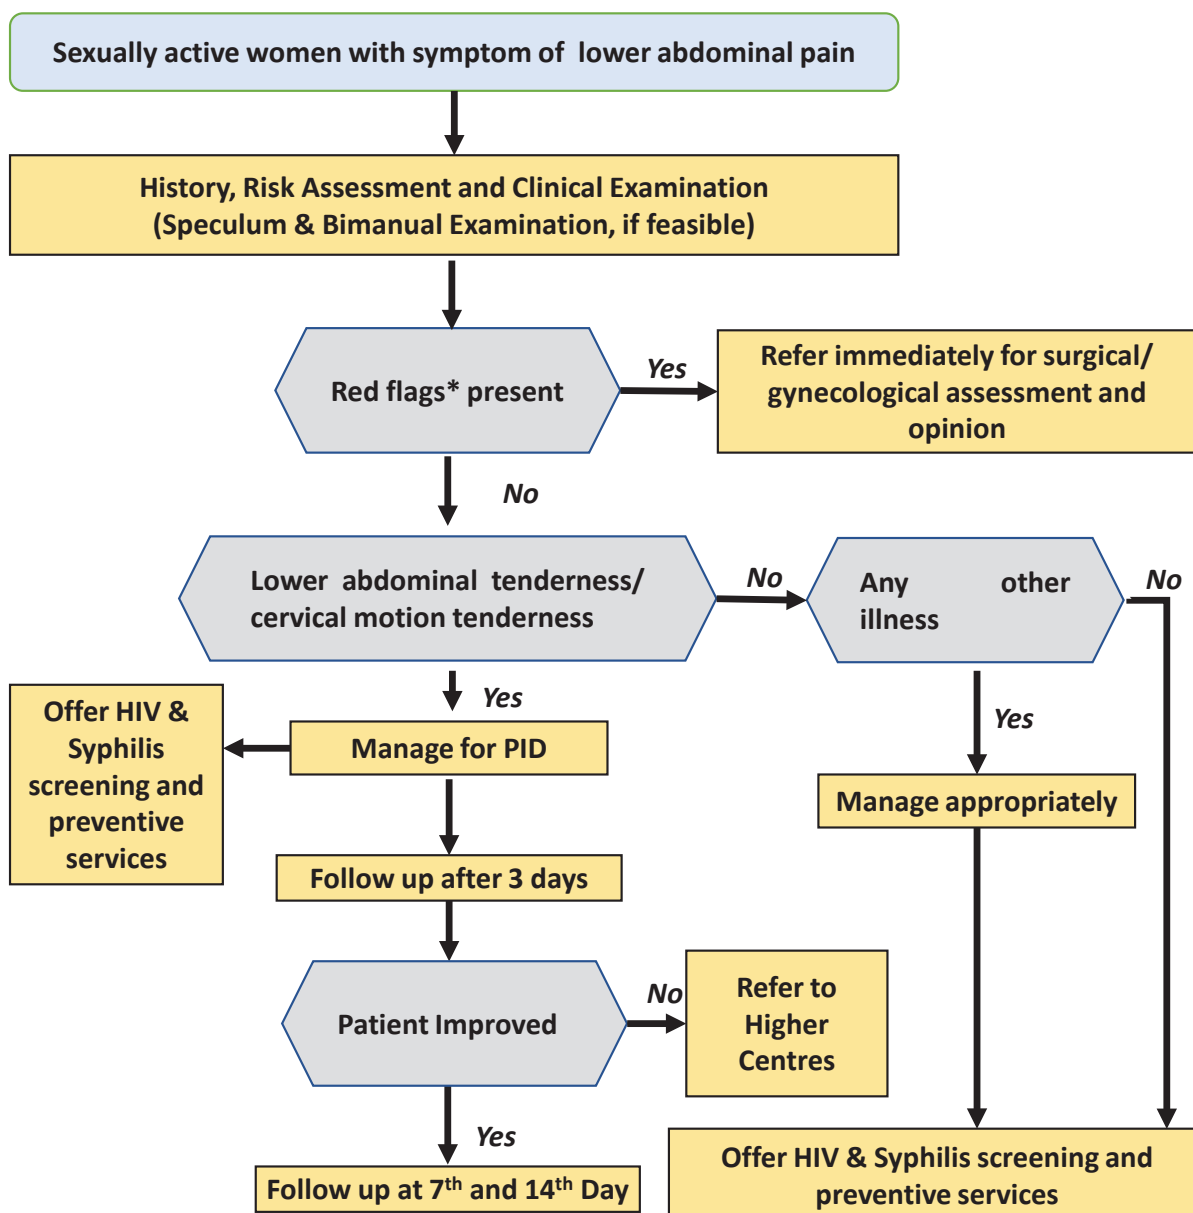 Sexually active women with symptom of lower abdominal pain
History, Risk Assessment and Clinical Examination
(Speculum & Bimanual Examination, if feasible)
Red flags* present
Yes
Refer immediately for surgical/
gynecological assessment and
opinion
No
Lower abdominal tenderness/
cervical motion tenderness
No
Any other
illness
No
Yes
Offer HIV &
Syphilis
screening and
preventive
services
Manage for PID
Yes
Manage appropriately
Follow up after 3 days
Patient Improved
No
Refer to
Higher
Centres
Yes
Follow up at 7th and 14th Day
Offer HIV & Syphilis screening and
preventive services